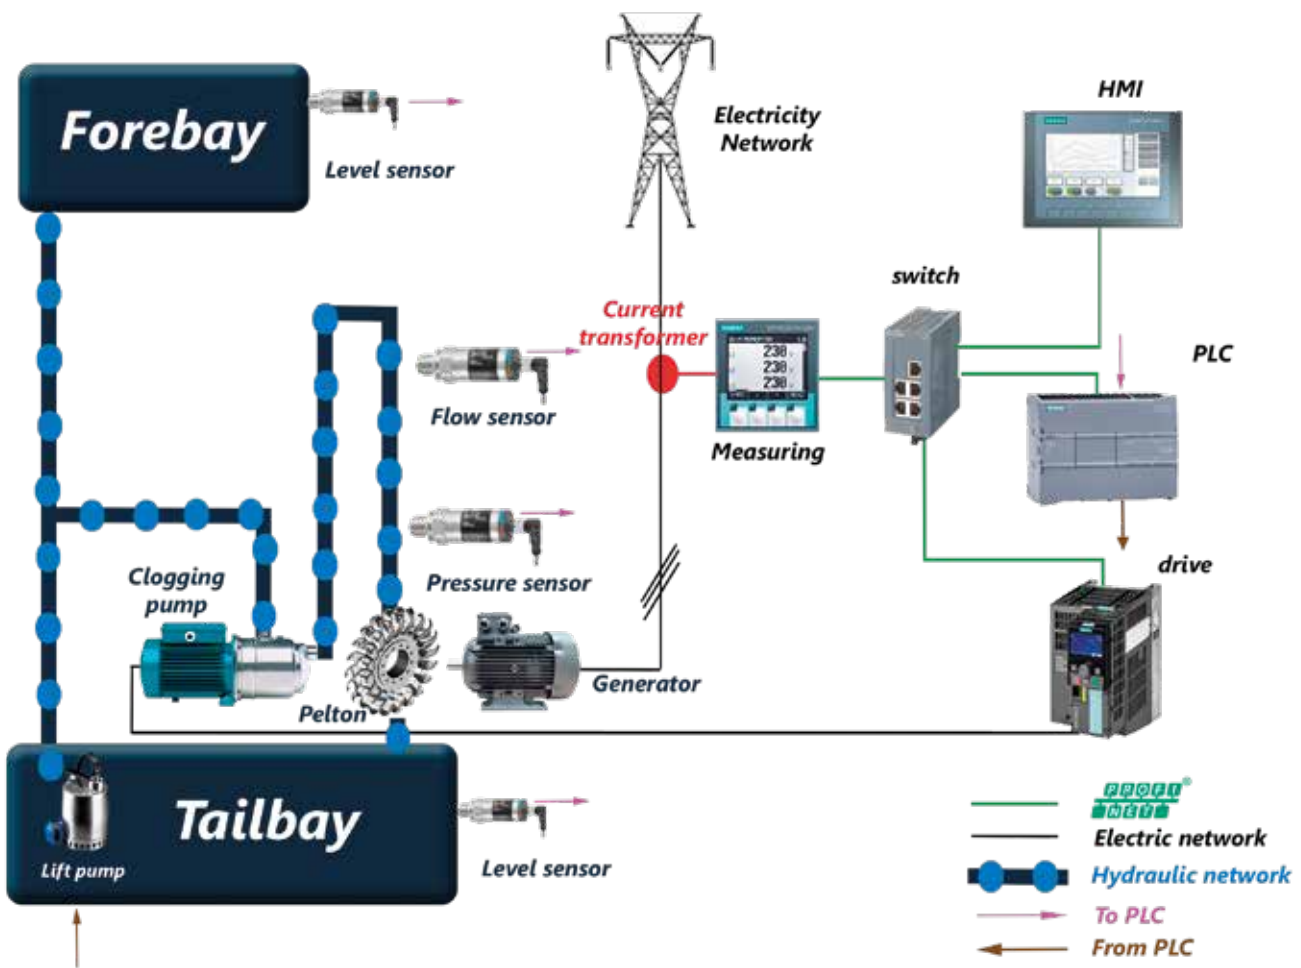 HMI
Electricity
Network
Forebay
Level sensor
switch
Current
transformer
PLC
238
238
238
Flow sensor
Measuring
Clogging
pump
Pressure sensor
drive
Generator
Pelton
PROFI
NET®
Tailbay
Electric network
Lift pump
Level sensor
Hydraulic network
To PLC
From PLC